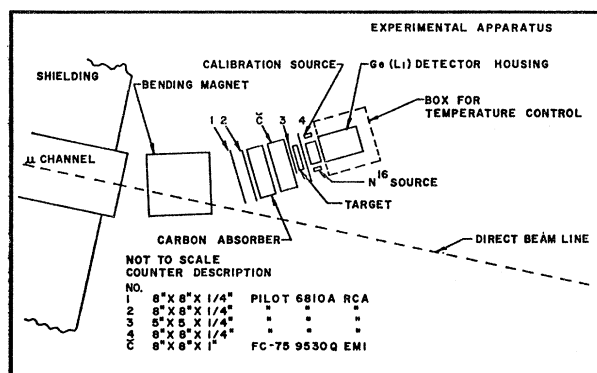 EXPERIMENTAL APPARATUS
CALIBRATION SOURCE
Ge(Li) DETECTOR HOUSING
SHIELDING
BENDING MAGNET
BOX FOR
TEMPERATURE CONTROL
1 2 C̆ 3 4
μ CHANNEL
N¹⁶ SOURCE
TARGET
CARBON ABSORBER
DIRECT BEAM LINE
NOT TO SCALE
COUNTER DESCRIPTION
NO.
1 8"X 8"X 1/4" PILOT 6810A RCA
2 8"X 8"X 1/4" " " "
3 5"X 5"X 1/4" " " "
4 8"X 8"X 1/4" " " "
C̆ 8"X 8"X 1" FC-75 9530Q EMI